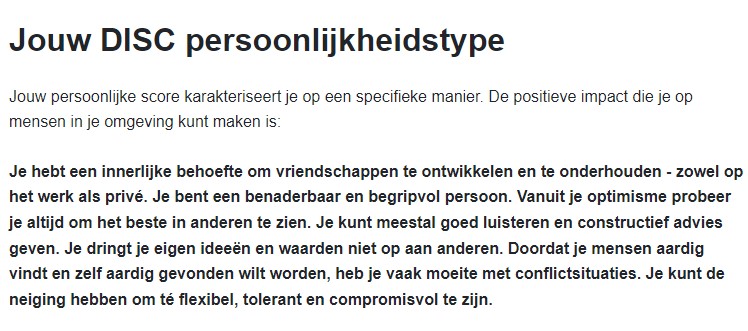 Jouw DISC persoonlijkheidstype
Jouw persoonlijke score karakteriseert je op een specifieke manier. De positieve impact die je op
mensen in je omgeving kunt maken is:
Je hebt een innerlijke behoefte om vriendschappen te ontwikkelen en te onderhouden - zowel op
het werk als privé. Je bent een benaderbaar en begripvol persoon. Vanuit je optimisme probeer
je altijd om het beste in anderen te zien. Je kunt meestal goed luisteren en constructief advies
geven. Je dringt je eigen ideeën en waarden niet op aan anderen. Doordat je mensen aardig
vindt en zelf aardig gevonden wilt worden, heb je vaak moeite met conflictsituaties. Je kunt de
neiging hebben om té flexibel, tolerant en compromisvol te zijn.